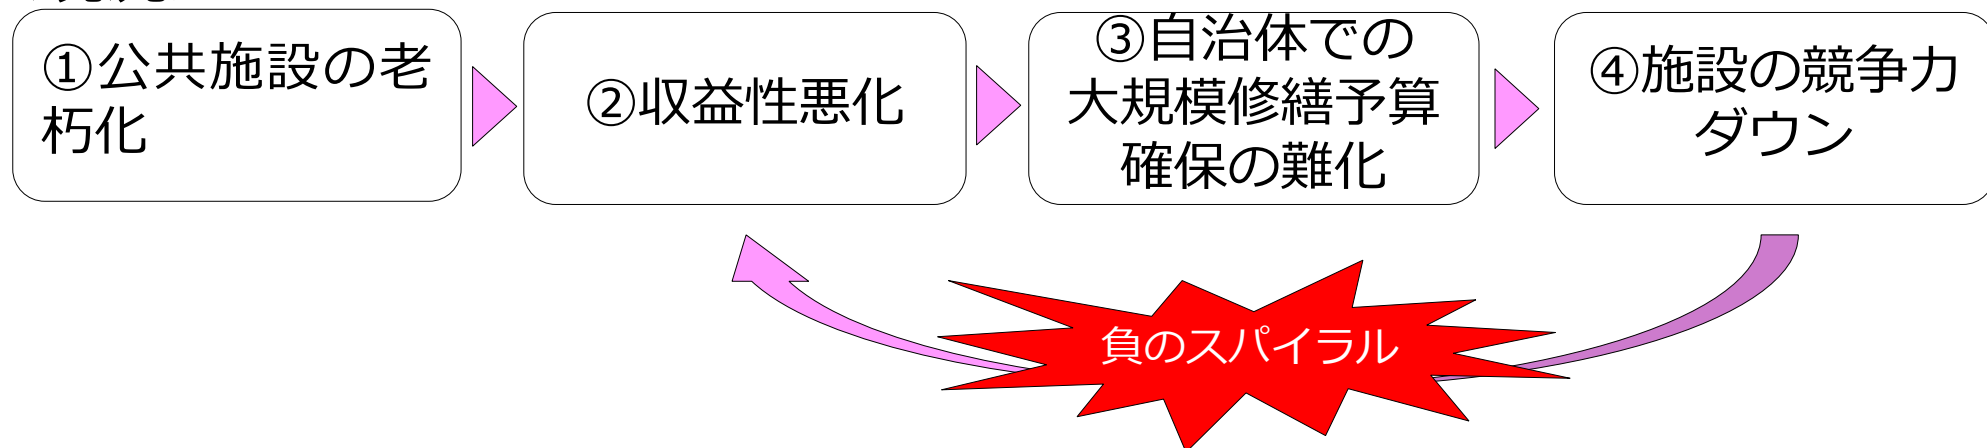 ①公共施設の老
朽化
②収益性悪化
③自治体での
大規模修繕予算
確保の難化
④施設の競争力
ダウン
負のスパイラル